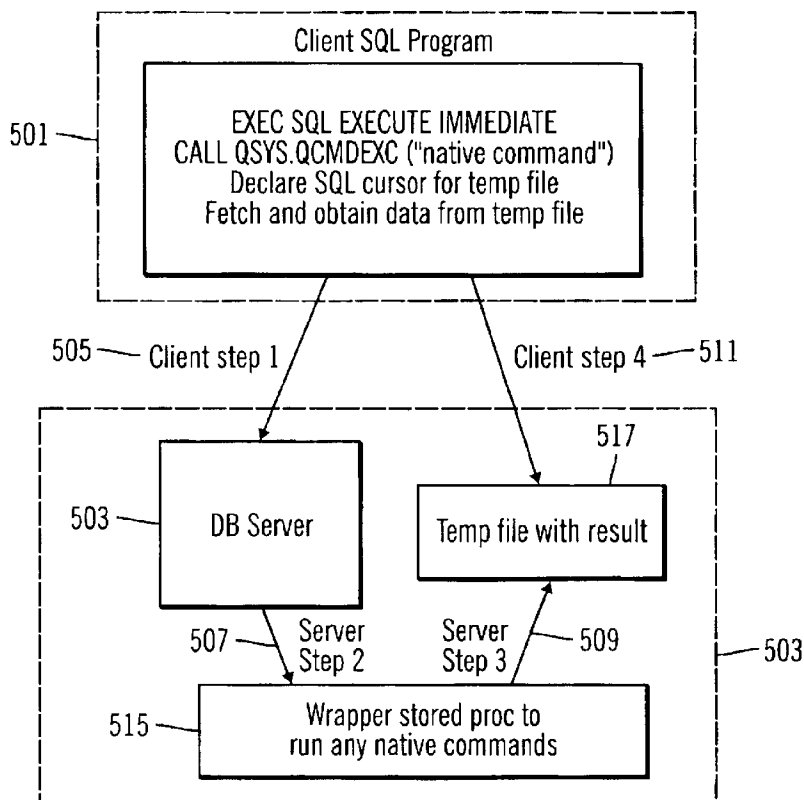 Client SQL Program
501
EXEC SQL EXECUTE IMMEDIATE
CALL QSYS.QCMDEXC ("native command")
Declare SQL cursor for temp file
Fetch and obtain data from temp file
505
Client step 1
Client step 4
511
517
503
DB Server
Temp file with result
507
Server
Step 2
Server
Step 3
509
503
515
Wrapper stored proc to
run any native commands